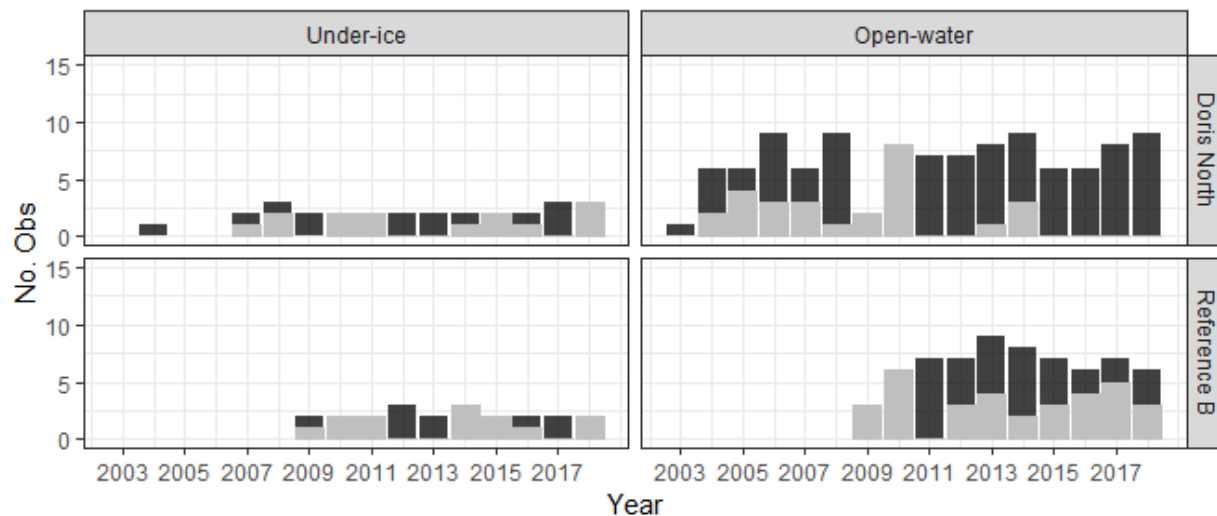 Under-ice Open-water
15
10
5
0
Doris North
15
10
5
0
Reference B
No. Obs
2003 2005 2007 2009 2011 2013 2015 2017 2003 2005 2007 2009 2011 2013 2015 2017
Year